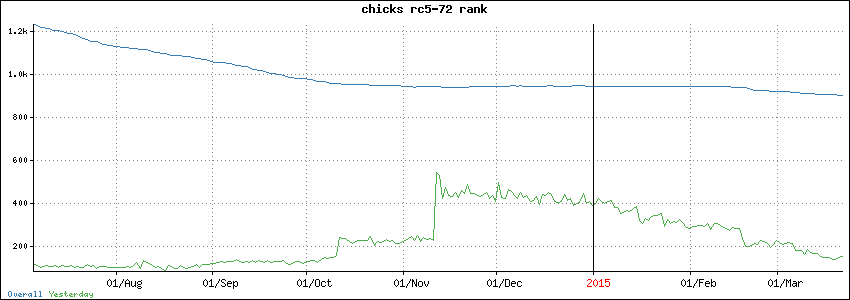 chicks rc5-72 rank
1.2k
1.0k
800
600
400
200
01/Aug 01/Sep 01/Oct 01/Nov 01/Dec 2015 01/Feb 01/Mar
Overall Yesterday